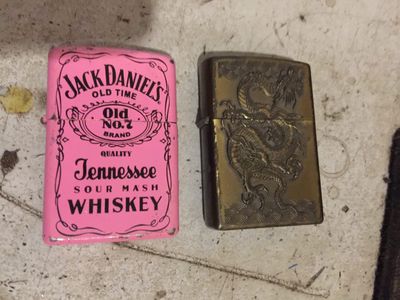 JACK DANIEL'S
OLD TIME
Old
No.7
BRAND
QUALITY
Tennessee
SOUR MASH
WHISKEY